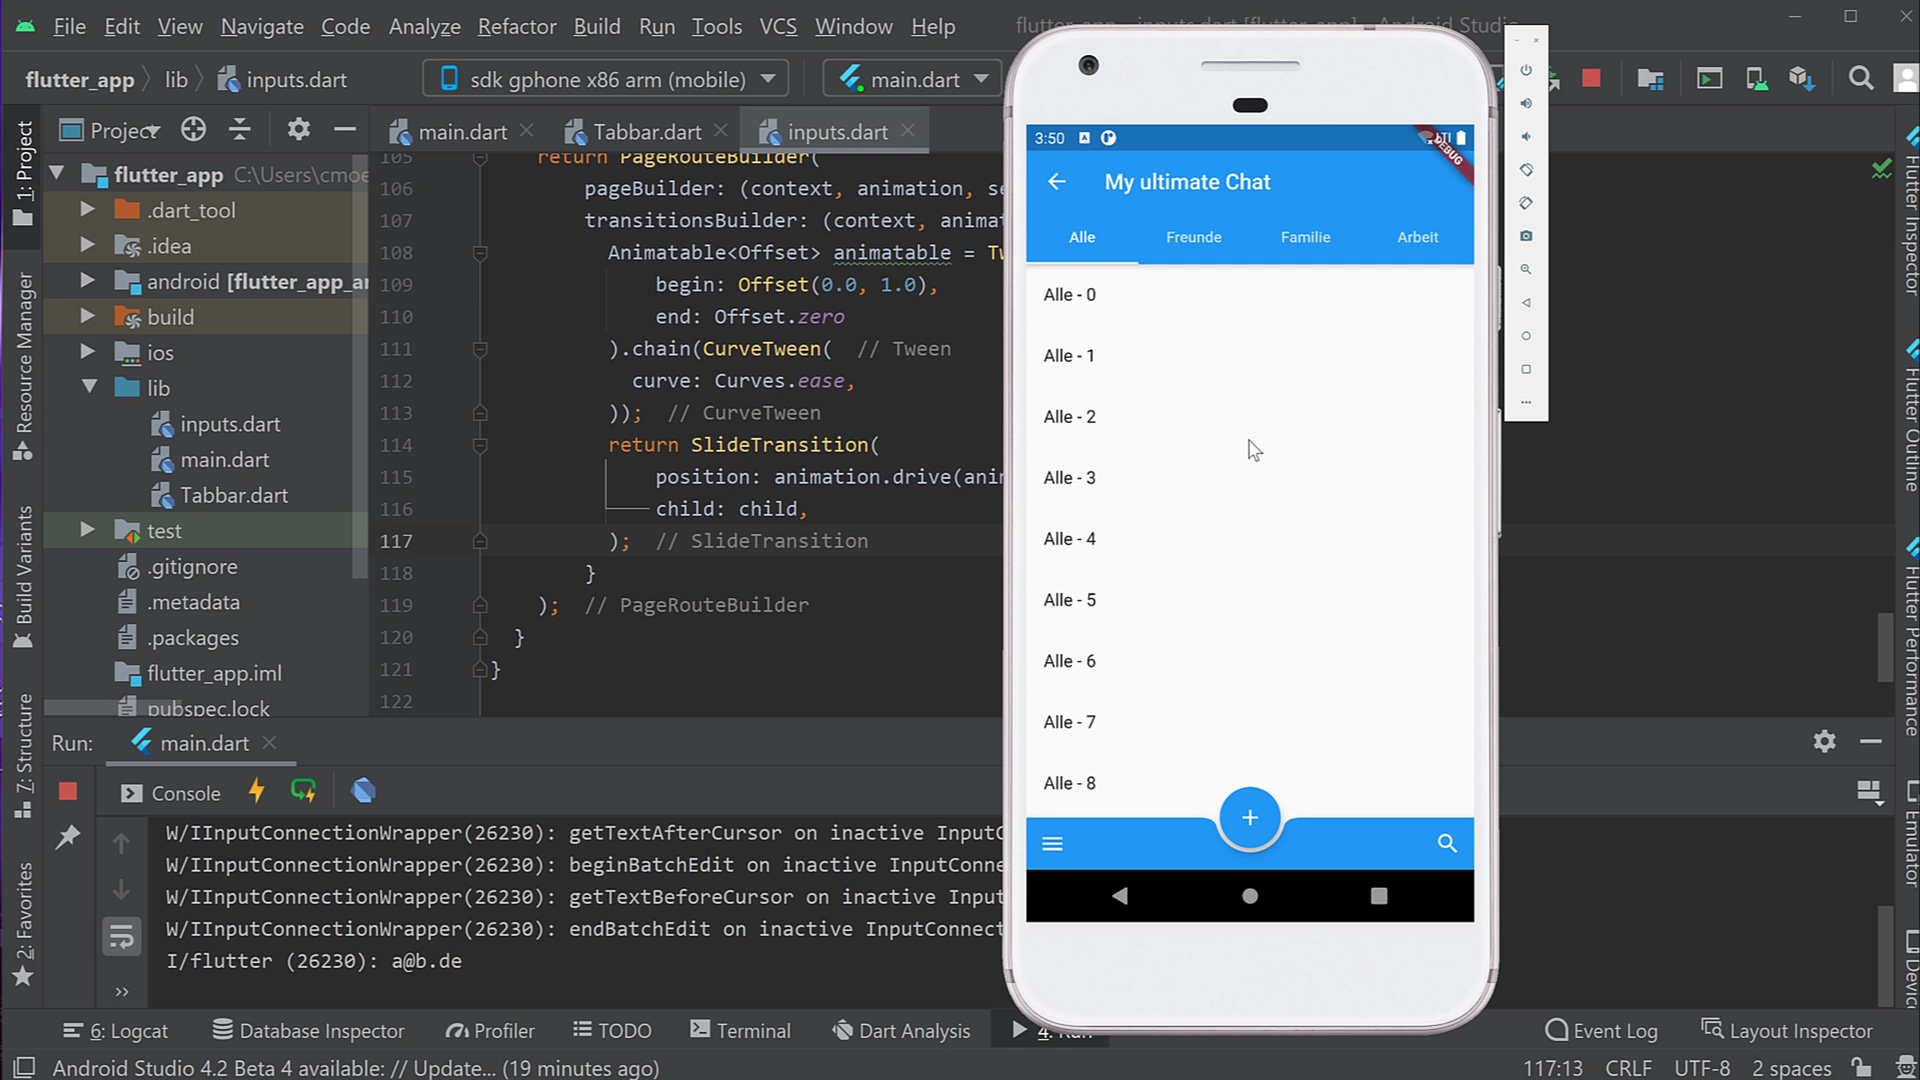 File Edit View Navigate Code Analyze Refactor Build Run Tools VCS Window Help
flutter_app - inputs.dart [flutter_app] - Android Studio
flutter_app lib inputs.dart
sdk gphone x86 arm (mobile)
main.dart
1: Project
Resource Manager
Build Variants
7: Structure
2: Favorites
Project
flutter_app C:\Users\cmoe
.dart_tool
.idea
android [flutter_app_a
build
ios
lib
inputs.dart
main.dart
Tabbar.dart
test
.gitignore
.metadata
.packages
flutter_app.iml
pubspec.lock
main.dart Tabbar.dart inputs.dart
105 return PageRouteBuilder(
106 pageBuilder: (context, animation, se
107 transitionsBuilder: (context, animat
108 Animatable<Offset> animatable = Tw
109 begin: Offset(0.0, 1.0),
110 end: Offset.zero
111 ).chain(CurveTween( // Tween
112 curve: Curves.ease,
113 )); // CurveTween
114 return SlideTransition(
115 position: animation.drive(ani
116 child: child,
117 ); // SlideTransition
118 }
119 ); // PageRouteBuilder
120 }
121 }
122
3:50
DEBUG
My ultimate Chat
Alle Freunde Familie Arbeit
Alle - 0
Alle - 1
Alle - 2
Alle - 3
Alle - 4
Alle - 5
Alle - 6
Alle - 7
Alle - 8
+
Flutter Inspector
Flutter Outline
Flutter Performance
Emulator
Run: main.dart
Console
W/IInputConnectionWrapper(26230): getTextAfterCursor on inactive InputC
W/IInputConnectionWrapper(26230): beginBatchEdit on inactive InputConne
W/IInputConnectionWrapper(26230): getTextBeforeCursor on inactive Input
W/IInputConnectionWrapper(26230): endBatchEdit on inactive InputConnect
I/flutter (26230): a@b.de
6: Logcat Database Inspector Profiler TODO Terminal Dart Analysis 4: Run Event Log Layout Inspector
Android Studio 4.2 Beta 4 available: // Update... (19 minutes ago)
117:13 CRLF UTF-8 2 spaces